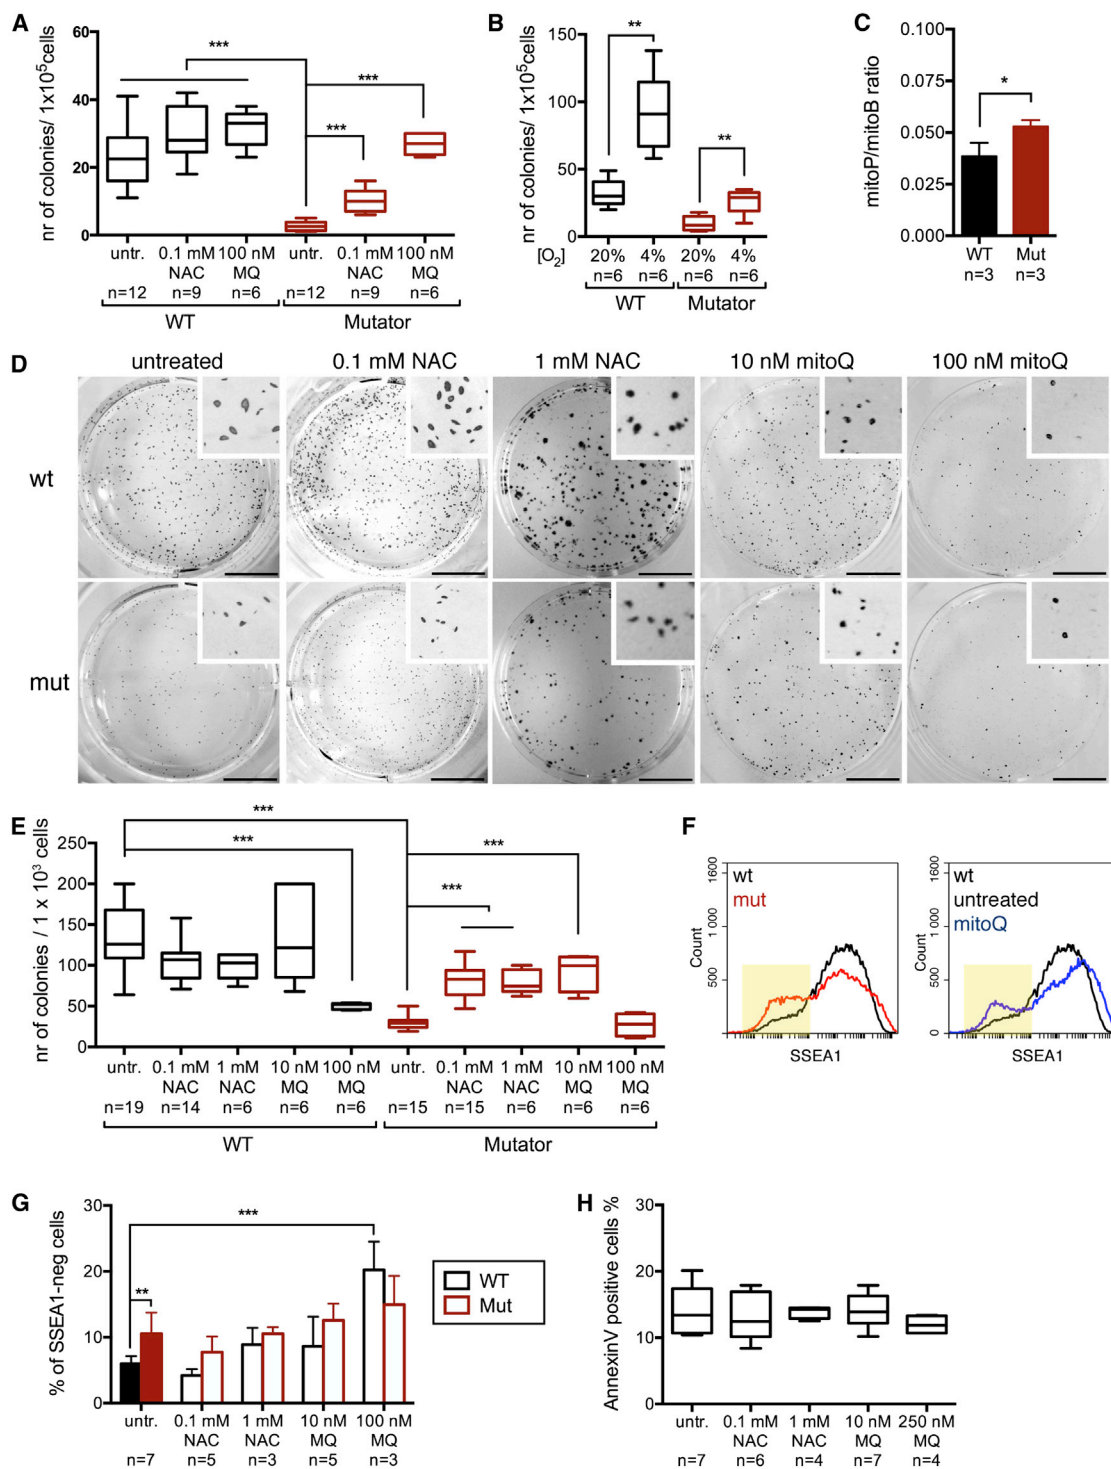 A
nr of colonies/ 1x10⁵cells
60
40
20
0
***
***
***
untr. 0.1 mM NAC 100 nM MQ untr. 0.1 mM NAC 100 nM MQ
n=12 n=9 n=6 n=12 n=9 n=6
WT Mutator
B
nr of colonies/ 1x10⁵cells
150
100
50
0
**
**
[O₂] 20% 4% 20% 4%
n=6 n=6 n=6 n=6
WT Mutator
C
mitoP/mitoB ratio
0.100
0.075
0.050
0.025
0.000
*
WT Mut
n=3 n=3
D
untreated 0.1 mM NAC 1 mM NAC 10 nM mitoQ 100 nM mitoQ
wt
mut
E
nr of colonies / 1 x 10³ cells
250
200
150
100
50
0
***
***
***
***
untr. 0.1 mM NAC 1 mM NAC 10 nM MQ 100 nM MQ untr. 0.1 mM NAC 1 mM NAC 10 nM MQ 100 nM MQ
n=19 n=14 n=6 n=6 n=6 n=15 n=15 n=6 n=6 n=6
WT Mutator
F
Count
1600
1 000
500
0
wt
mut
SSEA1
Count
1600
1 000
500
0
wt
untreated
mitoQ
SSEA1
G
% of SSEA1-neg cells
30
20
10
0
***
**
WT
Mut
untr. 0.1 mM NAC 1 mM NAC 10 nM MQ 100 nM MQ
n=7 n=5 n=3 n=5 n=3
H
AnnexinV positive cells %
30
20
10
0
untr. 0.1 mM NAC 1 mM NAC 10 nM MQ 250 nM MQ
n=7 n=6 n=4 n=7 n=4